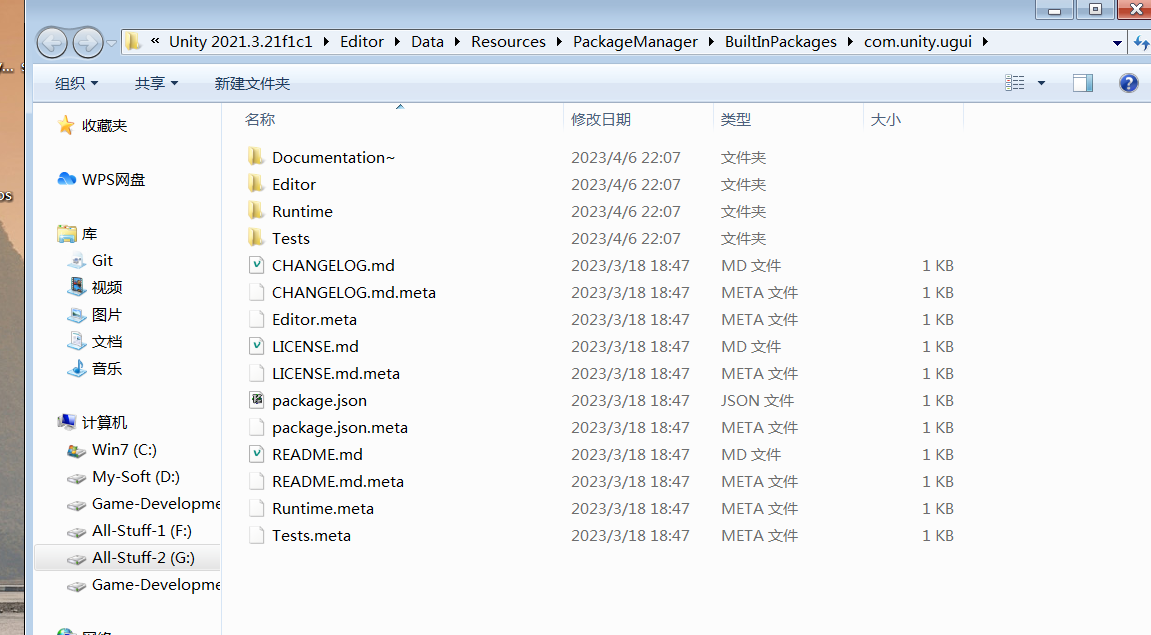 « Unity 2021.3.21f1c1 Editor Data Resources PackageManager BuiltInPackages com.unity.ugui
组织 共享 新建文件夹
名称 修改日期 类型 大小
收藏夹
WPS网盘
库
Git
视频
图片
文档
音乐
计算机
Win7 (C:)
My-Soft (D:)
Game-Developme
All-Stuff-1 (F:)
All-Stuff-2 (G:)
Game-Developme
网络
Documentation~ 2023/4/6 22:07 文件夹
Editor 2023/4/6 22:07 文件夹
Runtime 2023/4/6 22:07 文件夹
Tests 2023/4/6 22:07 文件夹
CHANGELOG.md 2023/3/18 18:47 MD 文件 1 KB
CHANGELOG.md.meta 2023/3/18 18:47 META 文件 1 KB
Editor.meta 2023/3/18 18:47 META 文件 1 KB
LICENSE.md 2023/3/18 18:47 MD 文件 1 KB
LICENSE.md.meta 2023/3/18 18:47 META 文件 1 KB
package.json 2023/3/18 18:47 JSON 文件 1 KB
package.json.meta 2023/3/18 18:47 META 文件 1 KB
README.md 2023/3/18 18:47 MD 文件 1 KB
README.md.meta 2023/3/18 18:47 META 文件 1 KB
Runtime.meta 2023/3/18 18:47 META 文件 1 KB
Tests.meta 2023/3/18 18:47 META 文件 1 KB